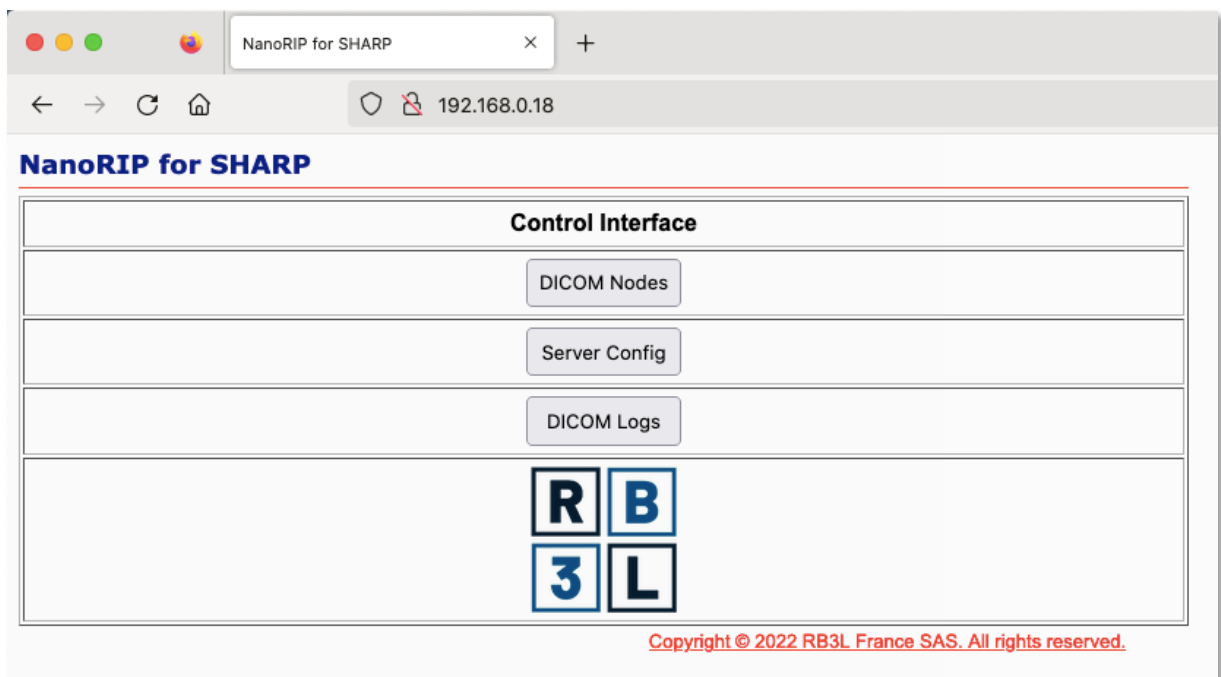 NanoRIP for SHARP
192.168.0.18
NanoRIP for SHARP
Control Interface
DICOM Nodes
Server Config
DICOM Logs
R B
3 L
Copyright © 2022 RB3L France SAS. All rights reserved.